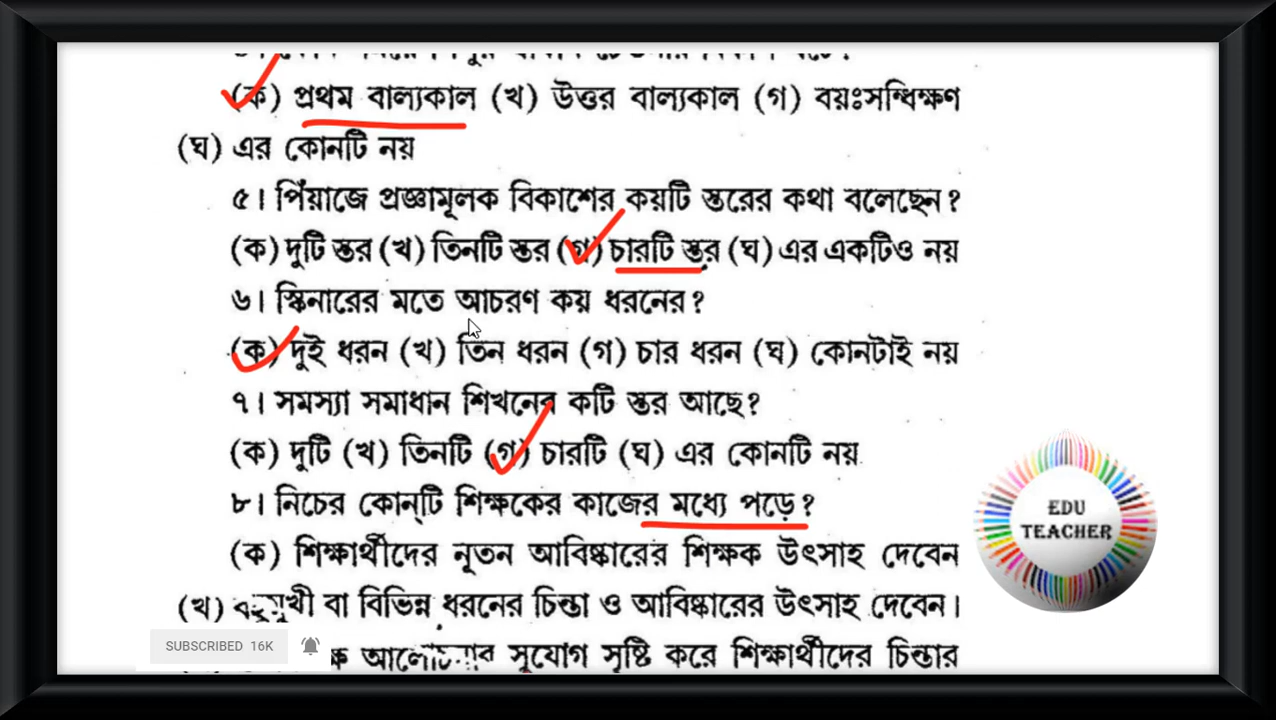 (ক) প্রথম বাল্যকাল (খ) উত্তর বাল্যকাল (গ) বয়ঃসন্ধিক্ষণ
(ঘ) এর কোনটি নয়
৫। পিঁয়াজে প্রজ্ঞামূলক বিকাশের কয়টি স্তরের কথা বলেছেন?
(ক) দুটি স্তর (খ) তিনটি স্তর (গ) চারটি স্তর (ঘ) এর একটিও নয়
৬। স্কিনারের মতে আচরণ কয় ধরনের?
(ক) দুই ধরন (খ) তিন ধরন (গ) চার ধরন (ঘ) কোনটাই নয়
৭। সমস্যা সমাধান শিখনের কটি স্তর আছে?
(ক) দুটি (খ) তিনটি (গ) চারটি (ঘ) এর কোনটি নয়
৮। নিচের কোন্‌টি শিক্ষকের কাজের মধ্যে পড়ে?
(ক) শিক্ষার্থীদের নূতন আবিষ্কারের শিক্ষক উৎসাহ দেবেন
(খ) বহুমুখী বা বিভিন্ন ধরনের চিন্তা ও আবিষ্কারের উৎসাহ দেবেন।
সুযোগ সৃষ্টি করে শিক্ষার্থীদের চিন্তার
EDU
TEACHER
SUBSCRIBED 16K